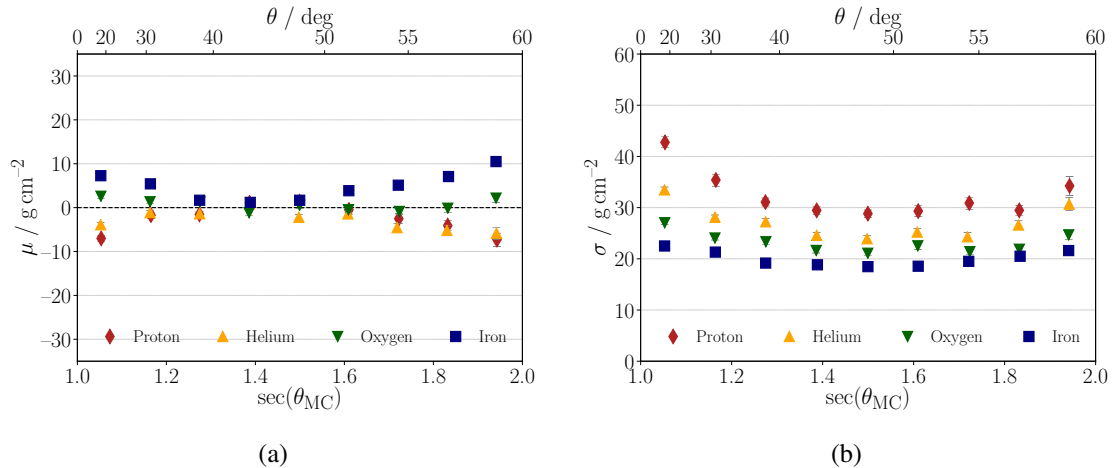 θ / deg
0 20 30 40 50 55 60
30
20
10
0
−10
−20
−30
μ / g cm⁻²
Proton Helium Oxygen Iron
1.0 1.2 1.4 1.6 1.8 2.0
sec(θ_MC)
(a)
θ / deg
0 20 30 40 50 55 60
60
50
40
30
20
10
0
σ / g cm⁻²
Proton Helium Oxygen Iron
1.0 1.2 1.4 1.6 1.8 2.0
sec(θ_MC)
(b)